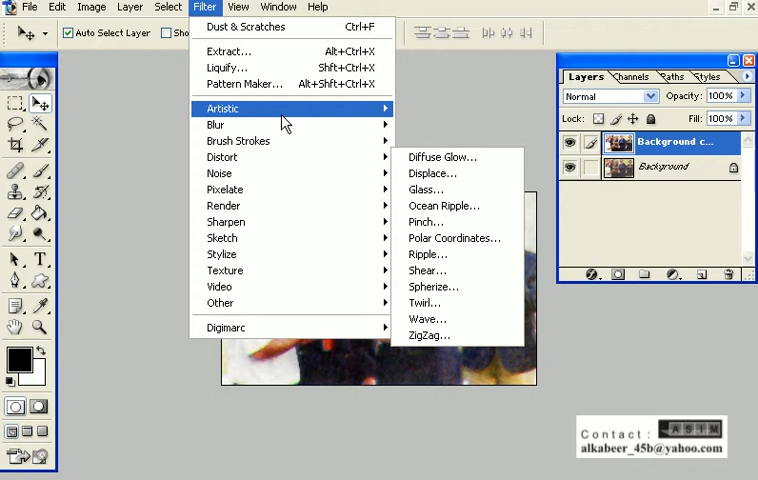 File Edit Image Layer Select Filter View Window Help
Auto Select Layer
Dust & Scratches Ctrl+F
Extract... Alt+Ctrl+X
Liquify... Shft+Ctrl+X
Pattern Maker... Alt+Shft+Ctrl+X
Artistic
Blur
Brush Strokes
Distort
Noise
Pixelate
Render
Sharpen
Sketch
Stylize
Texture
Video
Other
Digimarc
Diffuse Glow...
Displace...
Glass...
Ocean Ripple...
Pinch...
Polar Coordinates...
Ripple...
Shear...
Spherize...
Twirl...
Wave...
ZigZag...
Layers Channels Paths Styles
Normal Opacity: 100%
Lock: Fill: 100%
Background c...
Background
Contact: ASIM
alkabeer_45b@yahoo.com